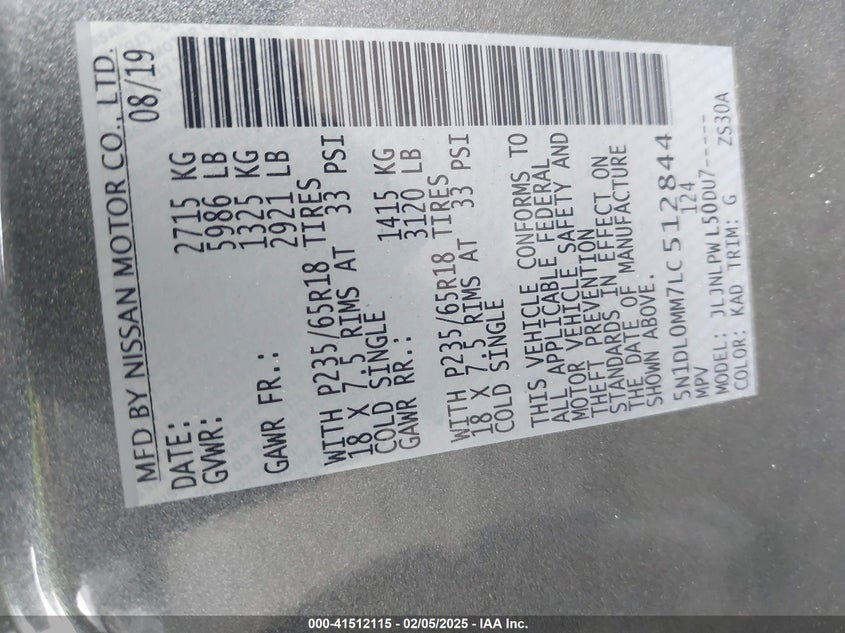 MFD BY NISSAN MOTOR CO., LTD.
DATE: 08/19
GVWR: 2715 KG
5986 LB
GAWR FR.: 1325 KG
2921 LB
WITH P235/65R18 TIRES
18 X 7.5 RIMS AT 33 PSI
COLD SINGLE
GAWR RR.: 1415 KG
3120 LB
WITH P235/65R18 TIRES
18 X 7.5 RIMS AT 33 PSI
COLD SINGLE
THIS VEHICLE CONFORMS TO
ALL APPLICABLE FEDERAL
MOTOR VEHICLE SAFETY AND
THEFT PREVENTION
STANDARDS IN EFFECT ON
THE DATE OF MANUFACTURE
SHOWN ABOVE.
5N1DL0MM7LC512844
MPV 124
MODEL: JLJNLPWL50DU7-----
COLOR: KAD TRIM: G ZS30A
000-41512115 - 02/05/2025 - IAA Inc.